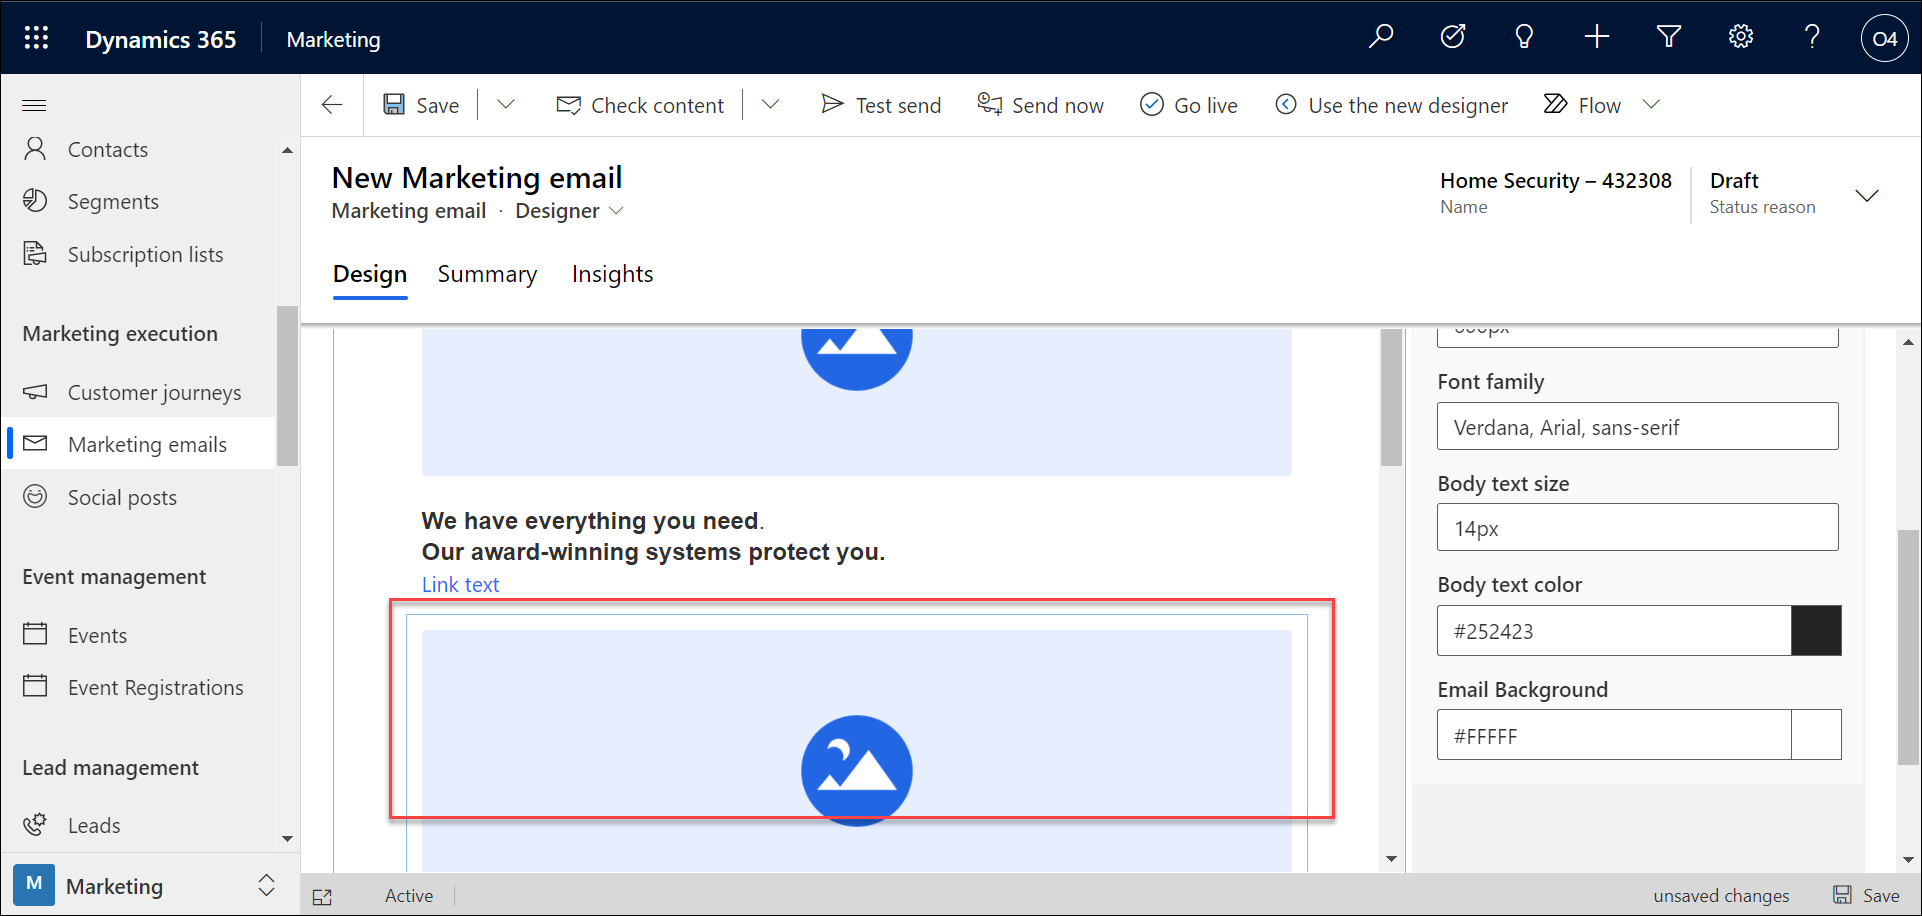 Dynamics 365 Marketing O4
Save Check content Test send Send now Go live Use the new designer Flow
Contacts
Segments
Subscription lists
Marketing execution
Customer journeys
Marketing emails
Social posts
Event management
Events
Event Registrations
Lead management
Leads
M Marketing
New Marketing email
Marketing email · Designer
Home Security – 432308
Name
Draft
Status reason
Design Summary Insights
We have everything you need.
Our award-winning systems protect you.
Link text
Font family
Verdana, Arial, sans-serif
Body text size
14px
Body text color
#252423
Email Background
#FFFFF
Active
unsaved changes Save